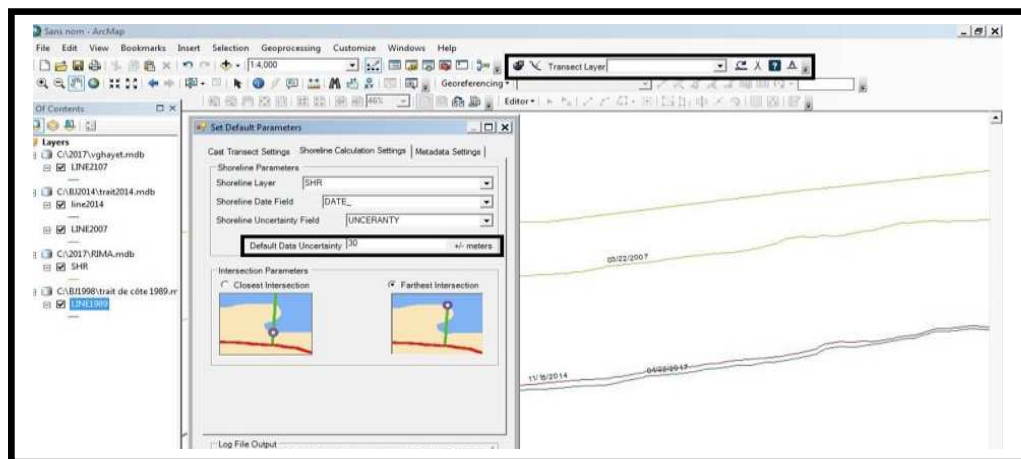 Sans nom - ArcMap
File Edit View Bookmarks Insert Selection Geoprocessing Customize Windows Help
1:4,000
Transect Layer
Georeferencing
46%
Editor
Of Contents
Layers
C:\2017\vghayet.mdb
LINE2107
C:\BJ2014\trait2014.mdb
line2014
LINE2007
C:\2017\RIMA.mdb
SHR
C:\BJ1998\trait de côte 1989.m
LINE1989
Set Default Parameters
Cast Transect Settings Shoreline Calculation Settings Metadata Settings
Shoreline Parameters
Shoreline Layer SHR
Shoreline Date Field DATE_
Shoreline Uncertainty Field UNCERANTY
Default Data Uncertainty 30 +/- meters
Intersection Parameters
Closest Intersection Farthest Intersection
Log File Output
03/22/2007
11/16/2014
04/22/2017